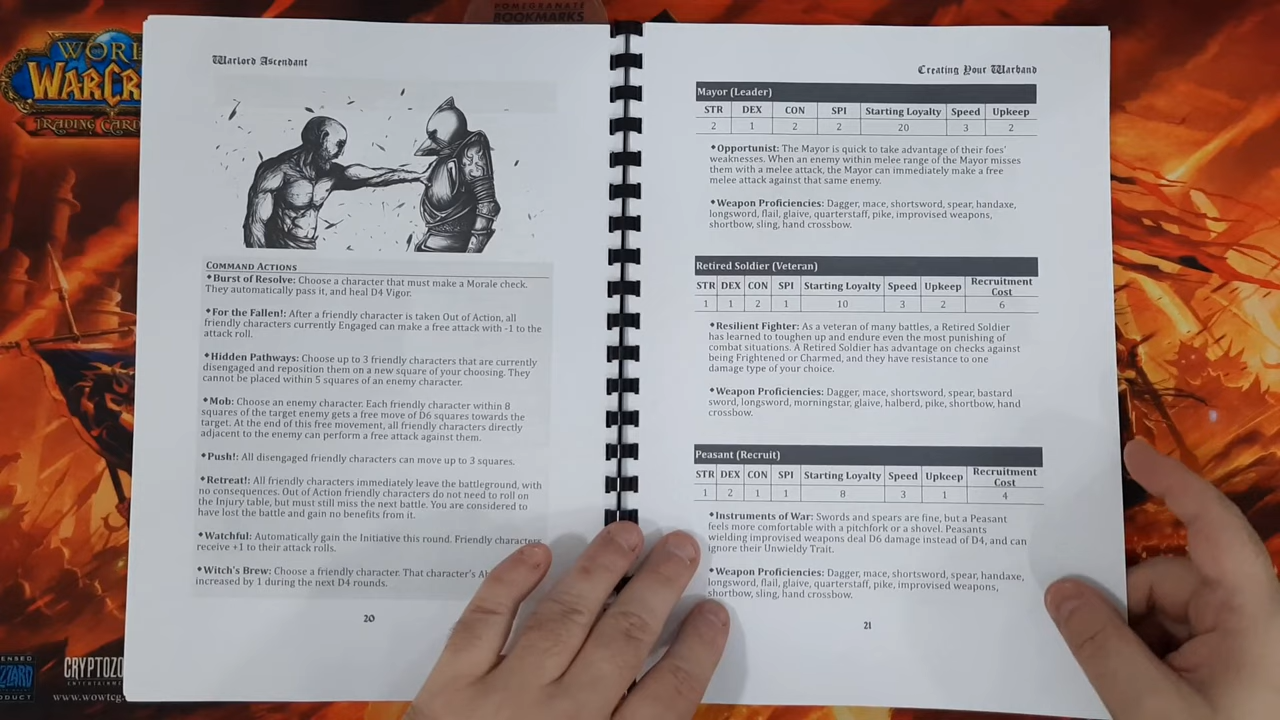 POMEGRANATE
BOOKMARKS
WORL
WARCR
TRADING CARD
Warlord Ascendant
COMMAND ACTIONS
◆Burst of Resolve: Choose a character that must make a Morale check.
They automatically pass it, and heal D4 Vigor.
◆For the Fallen!: After a friendly character is taken Out of Action, all
friendly characters currently Engaged can make a free attack with -1 to the
attack roll.
◆Hidden Pathways: Choose up to 3 friendly characters that are currently
disengaged and reposition them on a new square of your choosing. They
cannot be placed within 5 squares of an enemy character.
◆Mob: Choose an enemy character. Each friendly character within 8
squares of the target enemy gets a free move of D6 squares towards the
target. At the end of this free movement, all friendly characters directly
adjacent to the enemy can perform a free attack against them.
◆Push!: All disengaged friendly characters can move up to 3 squares.
◆Retreat!: All friendly characters immediately leave the battleground, with
no consequences. Out of Action friendly characters do not need to roll on
the Injury table, but must still miss the next battle. You are considered to
have lost the battle and gain no benefits from it.
◆Watchful: Automatically gain the Initiative this round. Friendly characters
receive +1 to their attack rolls.
◆Witch's Brew: Choose a friendly character. That character's
increased by 1 during the next D4 rounds.
20
Creating Your Warband
Mayor (Leader)
STR DEX CON SPI Starting Loyalty Speed Upkeep
2 1 2 2 20 3 2
◆Opportunist: The Mayor is quick to take advantage of their foes'
weaknesses. When an enemy within melee range of the Mayor misses
them with a melee attack, the Mayor can immediately make a free
melee attack against that same enemy.
◆Weapon Proficiencies: Dagger, mace, shortsword, spear, handaxe,
longsword, flail, glaive, quarterstaff, pike, improvised weapons,
shortbow, sling, hand crossbow.
Retired Soldier (Veteran)
STR DEX CON SPI Starting Loyalty Speed Upkeep Recruitment
Cost
1 1 2 1 10 3 2 6
◆Resilient Fighter: As a veteran of many battles, a Retired Soldier
has learned to toughen up and endure even the most punishing of
combat situations. A Retired Soldier has advantage on checks against
being Frightened or Charmed, and they have resistance to one
damage type of your choice.
◆Weapon Proficiencies: Dagger, mace, shortsword, spear, bastard
sword, longsword, morningstar, glaive, halberd, pike, shortbow, hand
crossbow.
Peasant (Recruit)
STR DEX CON SPI Starting Loyalty Speed Upkeep Recruitment
Cost
1 2 1 1 8 3 1 4
◆Instruments of War: Swords and spears are fine, but a Peasant
feels more comfortable with a pitchfork or a shovel. Peasants
wielding improvised weapons deal D6 damage instead of D4, and can
ignore their Unwieldy Trait.
◆Weapon Proficiencies: Dagger, mace, shortsword, spear, handaxe,
longsword, flail, glaive, quarterstaff, pike, improvised weapons,
shortbow, sling, hand crossbow.
21
ENSED
IZZARD
ODUCT
CRYPTOZO
ENTERTAINME
www.wowtcg